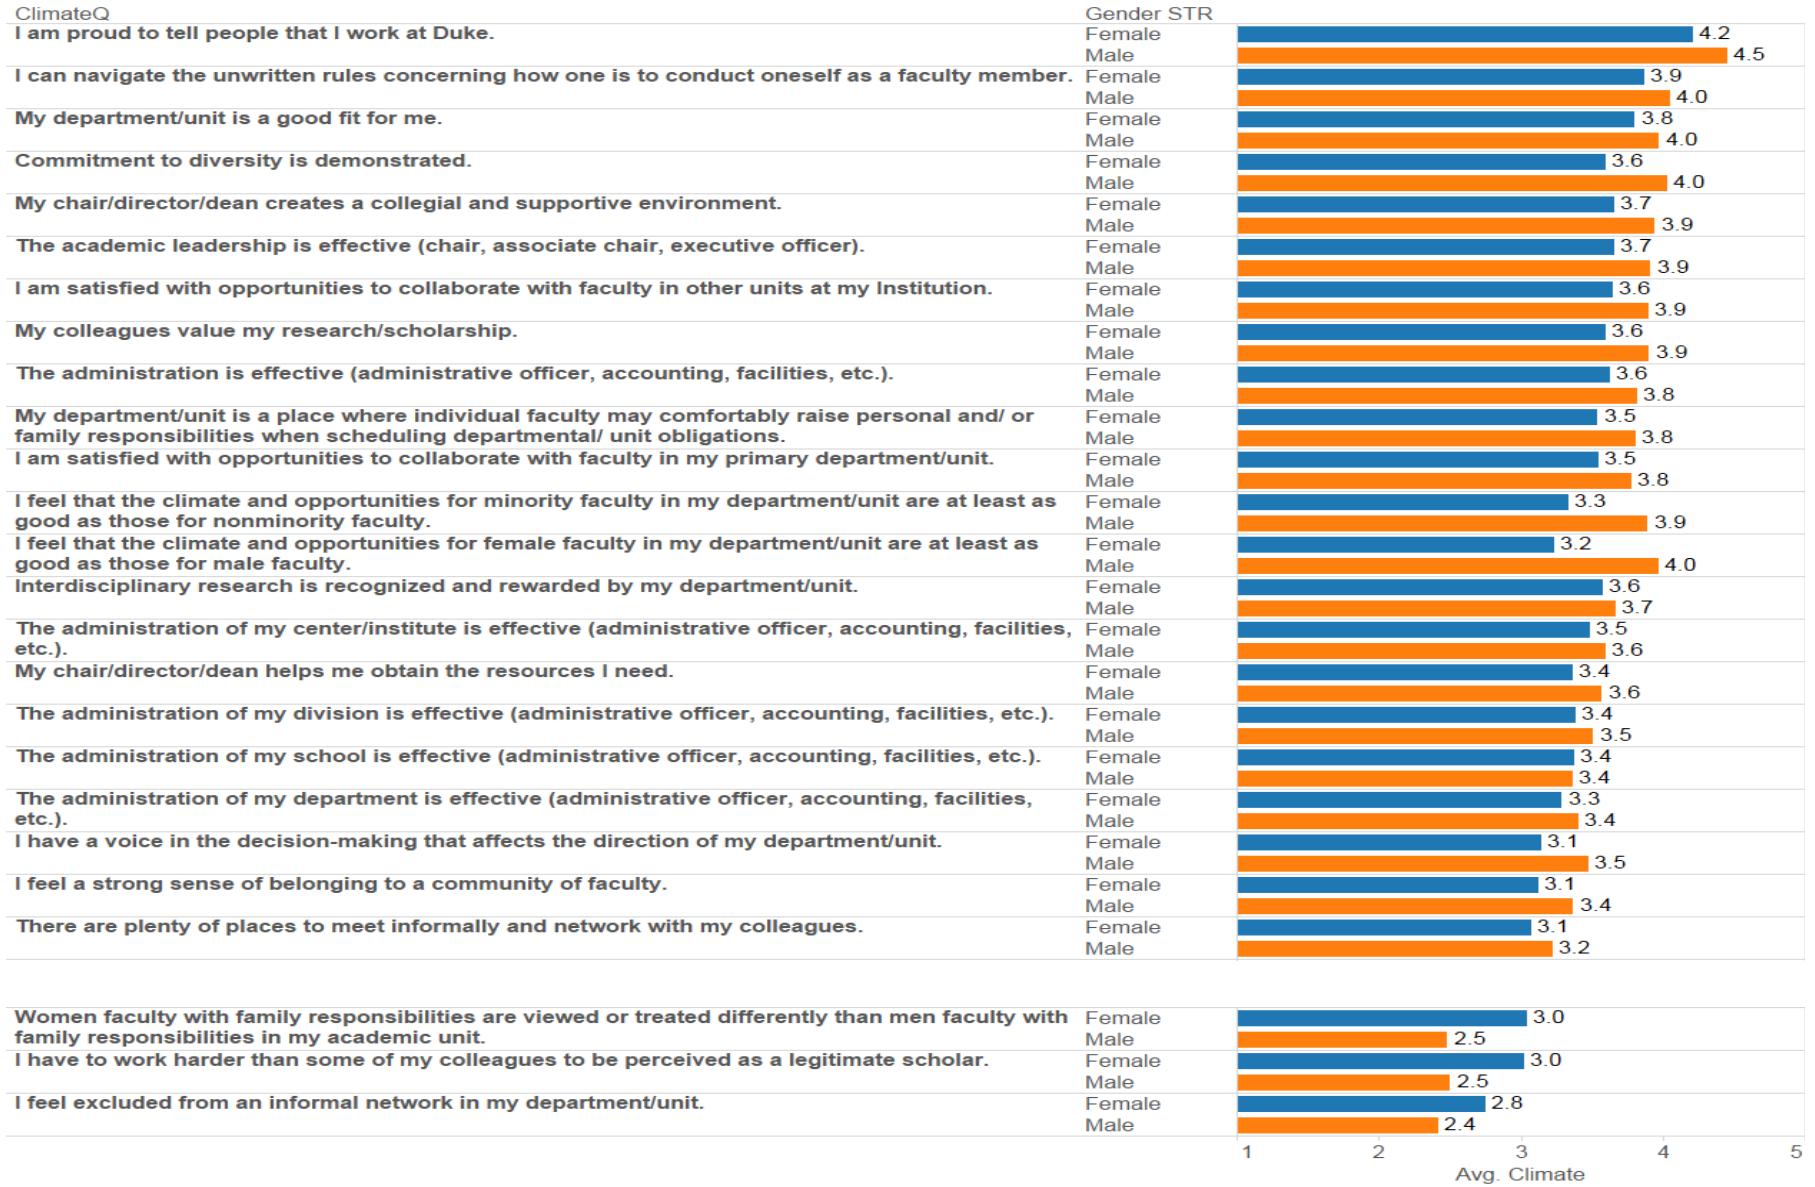 ClimateQ Gender STR
I am proud to tell people that I work at Duke. Female 4.2
Male 4.5
I can navigate the unwritten rules concerning how one is to conduct oneself as a faculty member. Female 3.9
Male 4.0
My department/unit is a good fit for me. Female 3.8
Male 4.0
Commitment to diversity is demonstrated. Female 3.6
Male 4.0
My chair/director/dean creates a collegial and supportive environment. Female 3.7
Male 3.9
The academic leadership is effective (chair, associate chair, executive officer). Female 3.7
Male 3.9
I am satisfied with opportunities to collaborate with faculty in other units at my Institution. Female 3.6
Male 3.9
My colleagues value my research/scholarship. Female 3.6
Male 3.9
The administration is effective (administrative officer, accounting, facilities, etc.). Female 3.6
Male 3.8
My department/unit is a place where individual faculty may comfortably raise personal and/ or Female 3.5
family responsibilities when scheduling departmental/ unit obligations. Male 3.8
I am satisfied with opportunities to collaborate with faculty in my primary department/unit. Female 3.5
Male 3.8
I feel that the climate and opportunities for minority faculty in my department/unit are at least as Female 3.3
good as those for nonminority faculty. Male 3.9
I feel that the climate and opportunities for female faculty in my department/unit are at least as Female 3.2
good as those for male faculty. Male 4.0
Interdisciplinary research is recognized and rewarded by my department/unit. Female 3.6
Male 3.7
The administration of my center/institute is effective (administrative officer, accounting, facilities, Female 3.5
etc.). Male 3.6
My chair/director/dean helps me obtain the resources I need. Female 3.4
Male 3.6
The administration of my division is effective (administrative officer, accounting, facilities, etc.). Female 3.4
Male 3.5
The administration of my school is effective (administrative officer, accounting, facilities, etc.). Female 3.4
Male 3.4
The administration of my department is effective (administrative officer, accounting, facilities, Female 3.3
etc.). Male 3.4
I have a voice in the decision-making that affects the direction of my department/unit. Female 3.1
Male 3.5
I feel a strong sense of belonging to a community of faculty. Female 3.1
Male 3.4
There are plenty of places to meet informally and network with my colleagues. Female 3.1
Male 3.2
Women faculty with family responsibilities are viewed or treated differently than men faculty with Female 3.0
family responsibilities in my academic unit. Male 2.5
I have to work harder than some of my colleagues to be perceived as a legitimate scholar. Female 3.0
Male 2.5
I feel excluded from an informal network in my department/unit. Female 2.8
Male 2.4
1 2 3 4 5
Avg. Climate